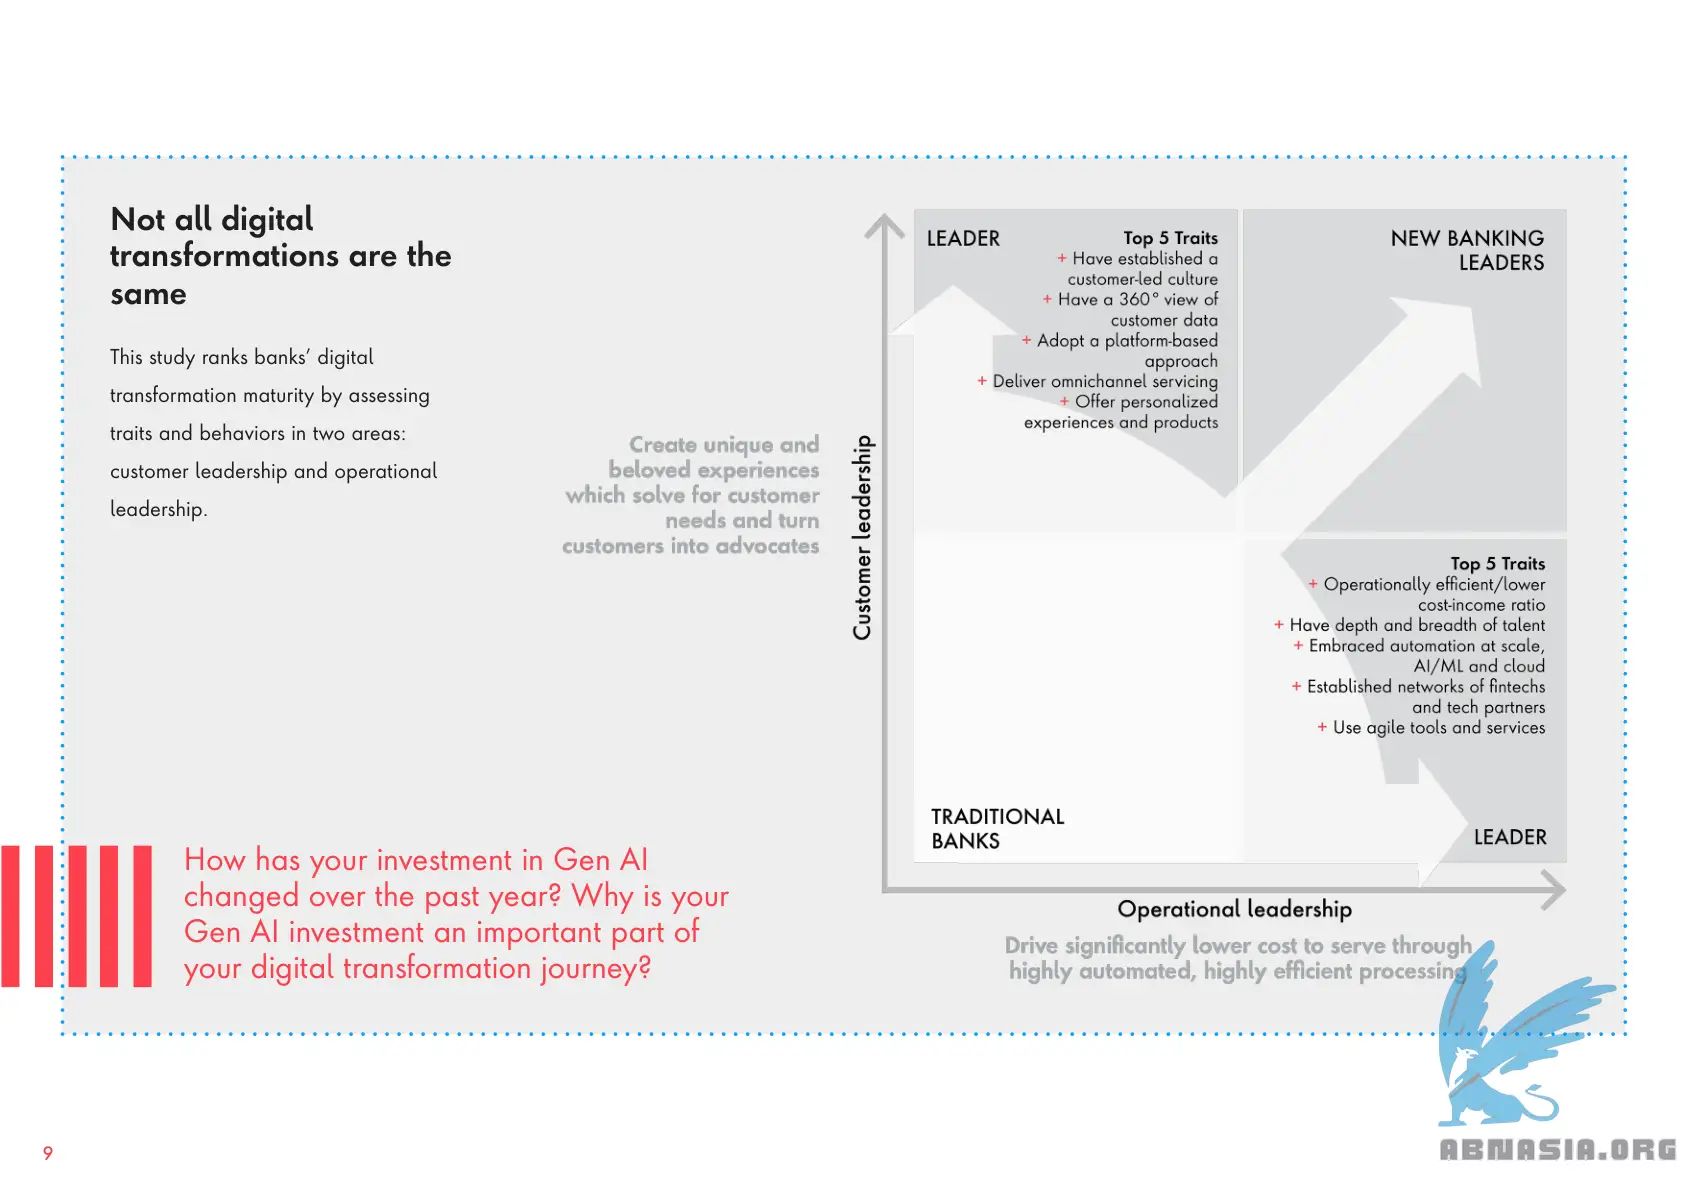 Not all digital
transformations are the
same
This study ranks banks’ digital
transformation maturity by assessing
traits and behaviors in two areas:
customer leadership and operational
leadership.
Create unique and
beloved experiences
which solve for customer
needs and turn
customers into advocates
Customer leadership
LEADER
Top 5 Traits
+ Have established a
customer-led culture
+ Have a 360° view of
customer data
+ Adopt a platform-based
approach
+ Deliver omnichannel servicing
+ Offer personalized
experiences and products
NEW BANKING
LEADERS
Top 5 Traits
+ Operationally efficient/lower
cost-income ratio
+ Have depth and breadth of talent
+ Embraced automation at scale,
AI/ML and cloud
+ Established networks of fintechs
and tech partners
+ Use agile tools and services
TRADITIONAL
BANKS
LEADER
Operational leadership
Drive significantly lower cost to serve through
highly automated, highly efficient processing
How has your investment in Gen AI
changed over the past year? Why is your
Gen AI investment an important part of
your digital transformation journey?
9
ABNASIA.ORG